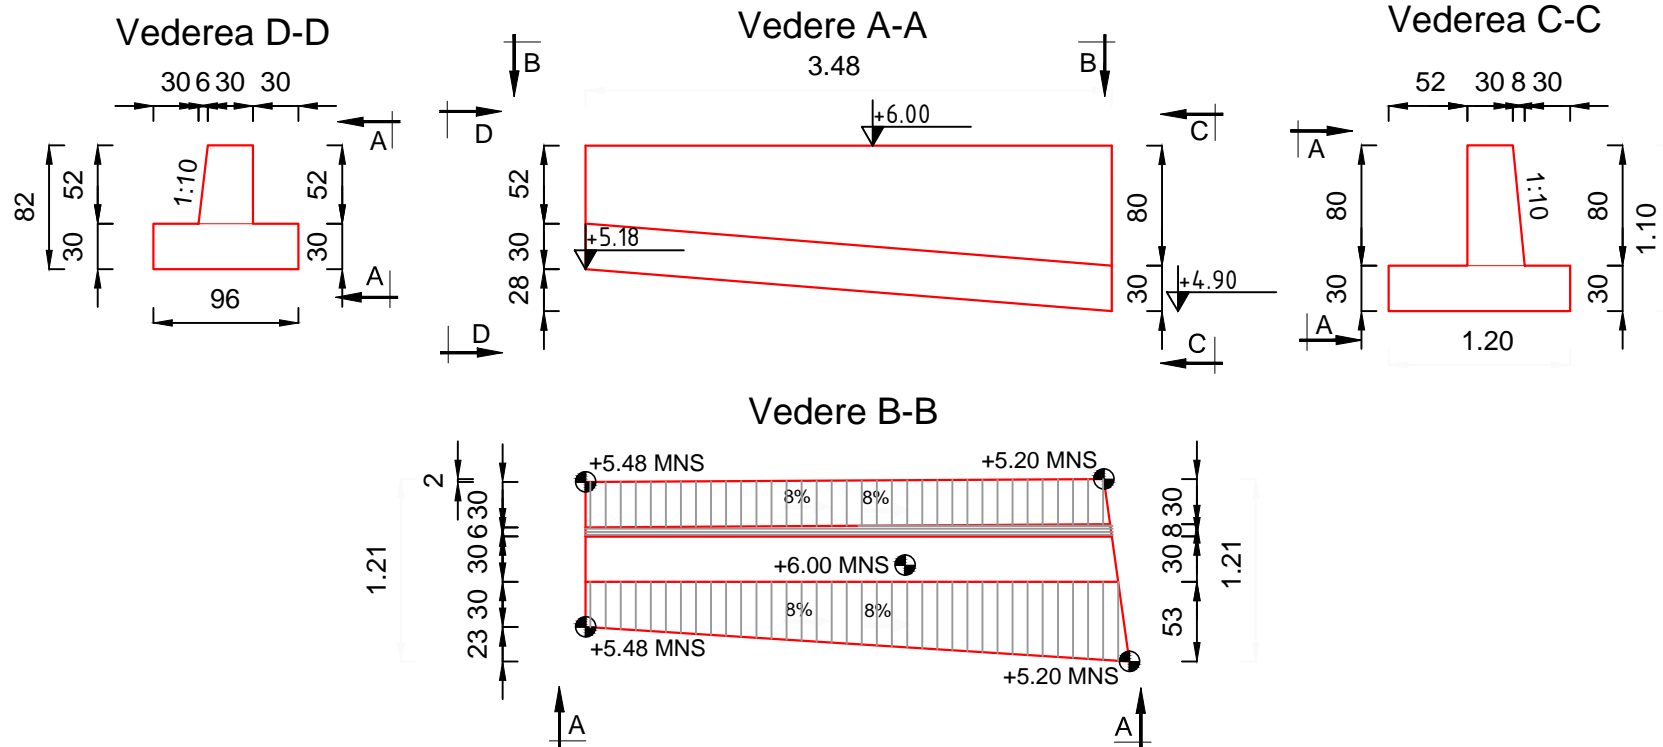 Vederea D-D
30 6 30 30
A
82
52
30
1:10
52
30
A
96
Vedere A-A
B
3.48
B
D
+6.00
C
52
30
28
+5.18
80
30
+4.90
D
C
Vederea C-C
52 30 8 30
A
80
30
1:10
80
30
1.10
A
1.20
Vedere B-B
+5.48 MNS
+5.20 MNS
2
30
6
30
30
23
1.21
8% 8%
+6.00 MNS
8% 8%
30
8
30
53
1.21
+5.48 MNS
+5.20 MNS
A
A